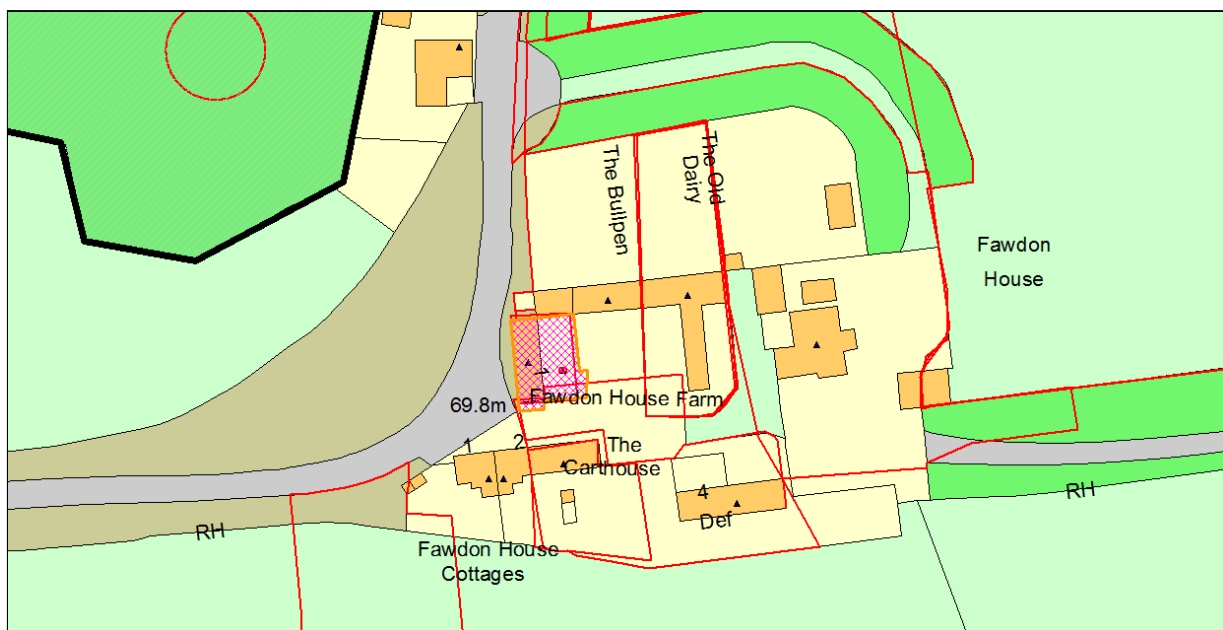 The Bullpen
The Old
Dairy
Fawdon
House
1
Fawdon House Farm
69.8m
1
2
The
Carthouse
4
Def
RH
RH
Fawdon House
Cottages